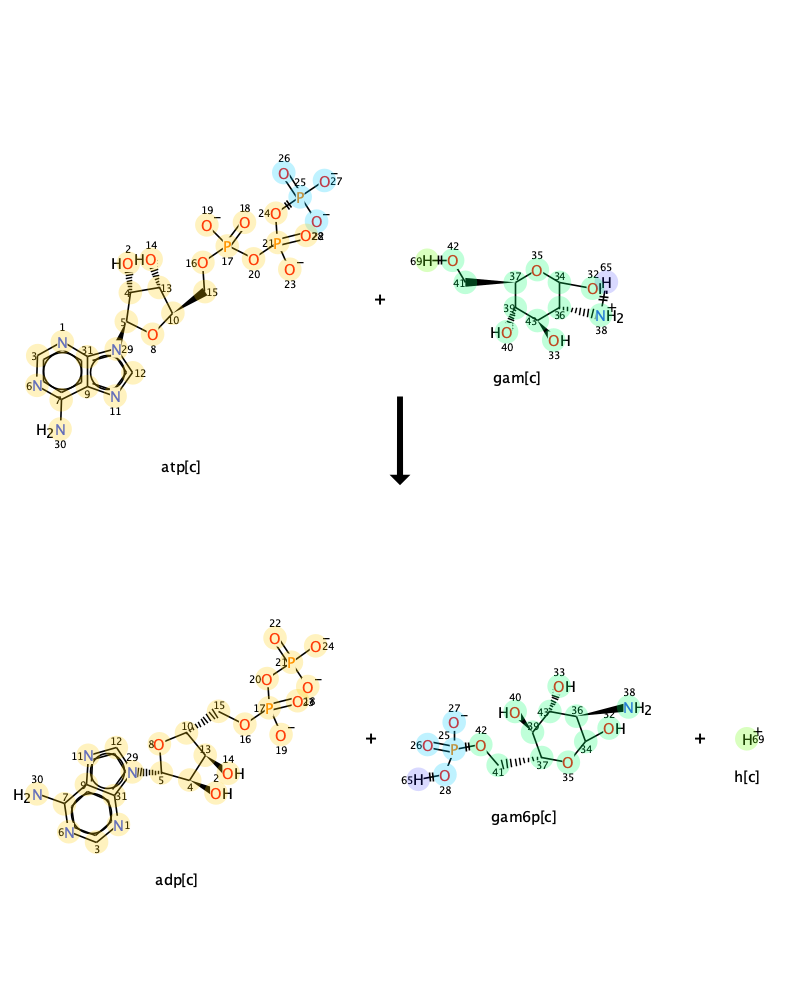 26
25
O O 27
P
19 18 24 O O
O O
2 14 P 21 P O 28
HO HO 16 O 17 O
4 13 20 O
15 23
5 10
1 O
N 31 N 29 8
3 12
6 N 9 N
7 11
H2N
30
atp[c]
+
42 35 65
69 H O O 34 32 H
41 37 OH
39 36 + NH2
HO 43 38
40 OH
33
gam[c]
22
O O 24
21 P
20 O O
15 17 P O
10 O O
8 O 13 16 19
12 14
11 N 29 OH
30 N 5 2
H2N 9 31 4 OH
7
6 N N 1
3
adp[c]
+
33
OH 38
40 43 36 NH2
27 HO 32
O 39 OH
25 42
26 O P O 34
37 O
65 H O 41 35
28
gam6p[c]
+
H + 69
h[c]